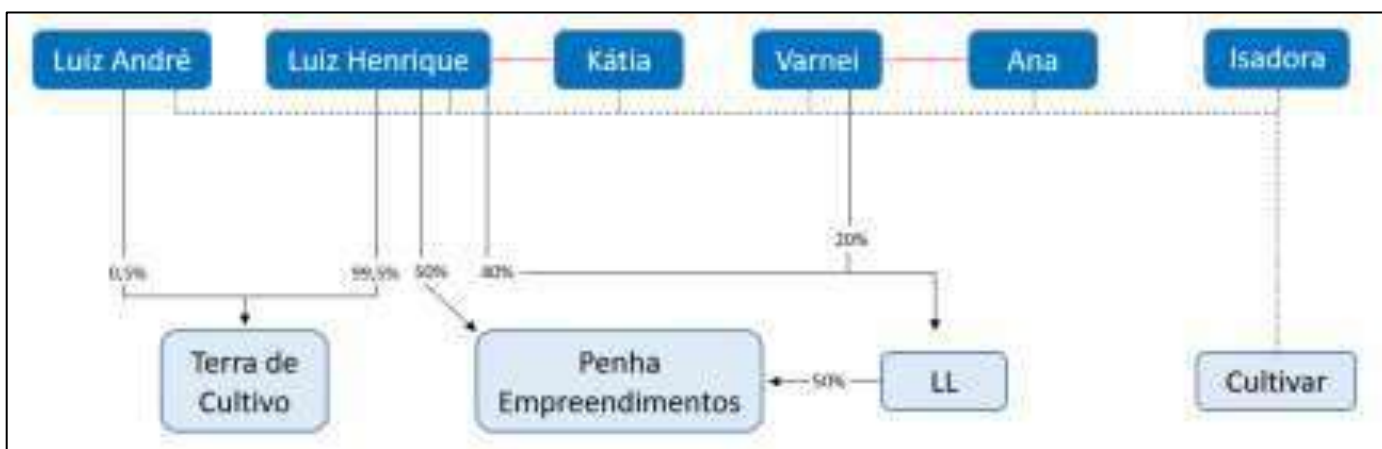 Luiz André
Luiz Henrique
Kátia
Varnei
Ana
Isadora
20%
0,5%
99,5%
50%
40%
Terra de
Cultivo
Penha
Empreendimentos
50%
LL
Cultivar